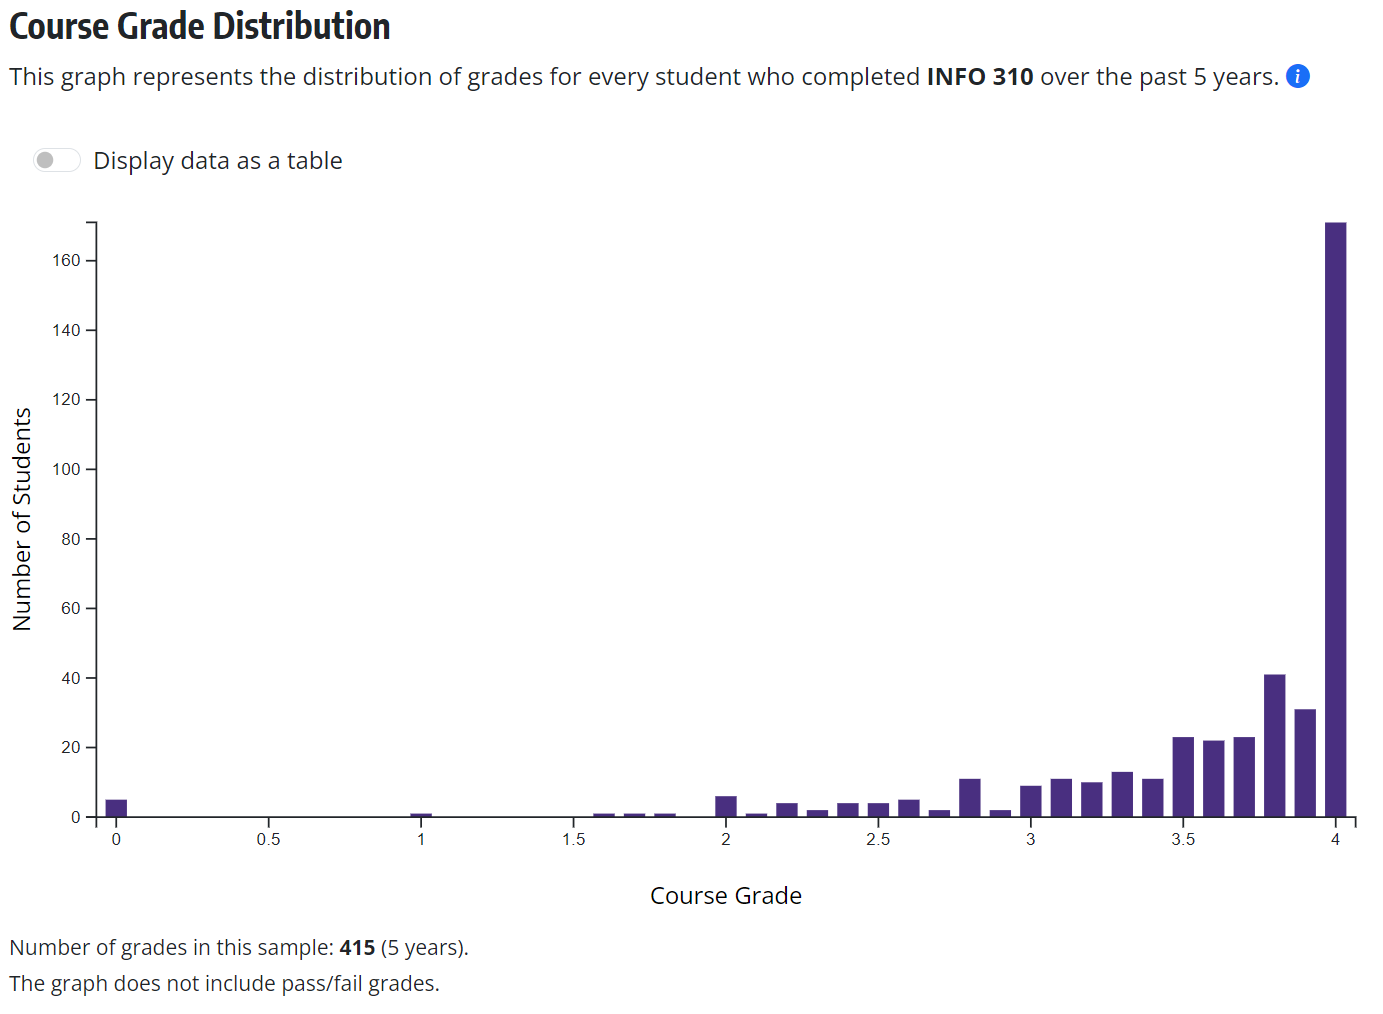 Course Grade Distribution
This graph represents the distribution of grades for every student who completed INFO 310 over the past 5 years. i
Display data as a table
160
140
120
100
80
60
40
20
0
Number of Students
0 0.5 1 1.5 2 2.5 3 3.5 4
Course Grade
Number of grades in this sample: 415 (5 years).
The graph does not include pass/fail grades.